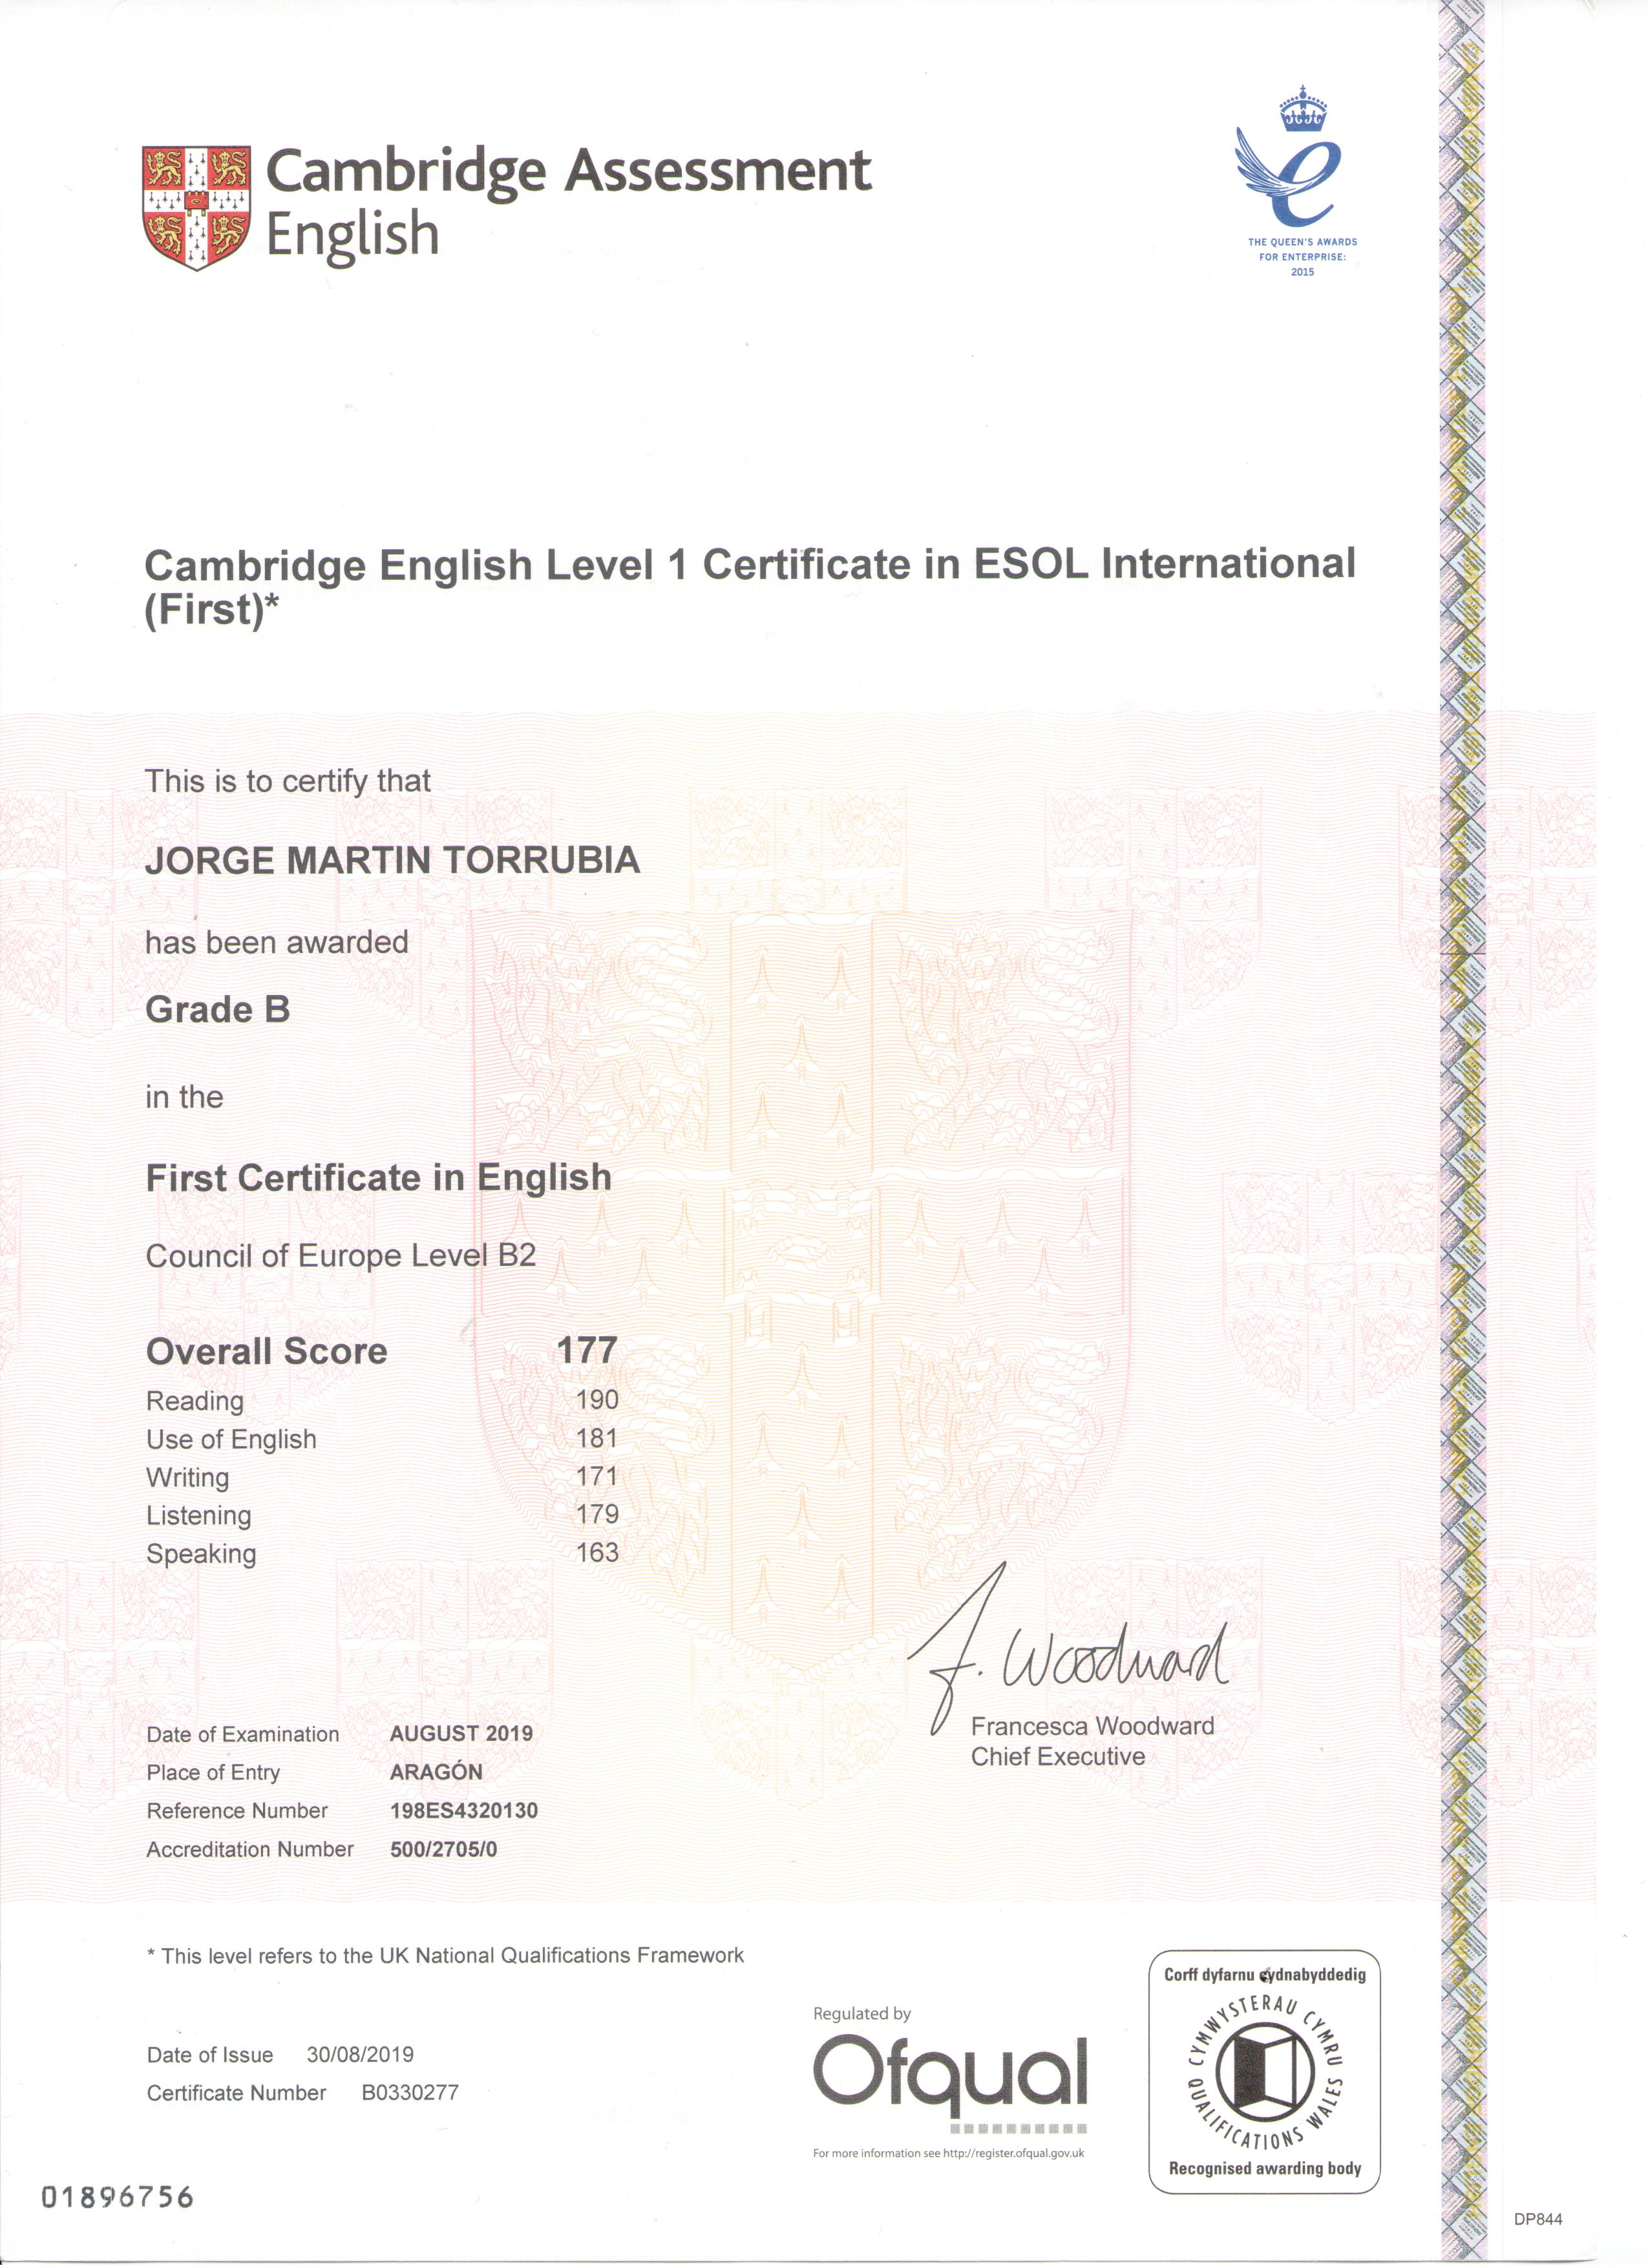 Cambridge Assessment
English
THE QUEEN'S AWARDS
FOR ENTERPRISE:
2015
Cambridge English Level 1 Certificate in ESOL International
(First)*
This is to certify that
JORGE MARTIN TORRUBIA
has been awarded
Grade B
in the
First Certificate in English
Council of Europe Level B2
Overall Score 177
Reading 190
Use of English 181
Writing 171
Listening 179
Speaking 163
F. Woodward
Francesca Woodward
Chief Executive
Date of Examination AUGUST 2019
Place of Entry ARAGÓN
Reference Number 198ES4320130
Accreditation Number 500/2705/0
* This level refers to the UK National Qualifications Framework
Date of Issue 30/08/2019
Certificate Number B0330277
Regulated by
Ofqual
For more information see http://register.ofqual.gov.uk
Corff dyfarnu cydnabyddedig
CYMWYSTERAU CYMRU
QUALIFICATIONS WALES
Recognised awarding body
01896756
DP844